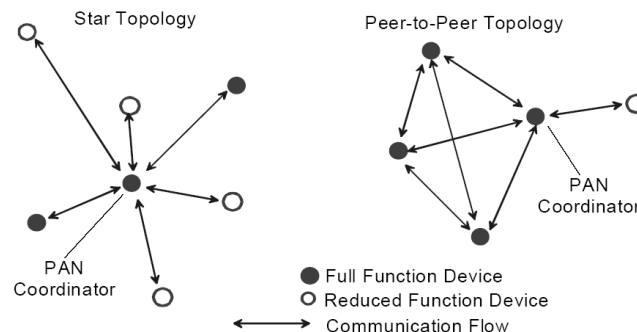 Star Topology
Peer-to-Peer Topology
PAN
Coordinator
PAN
Coordinator
Full Function Device
Reduced Function Device
Communication Flow